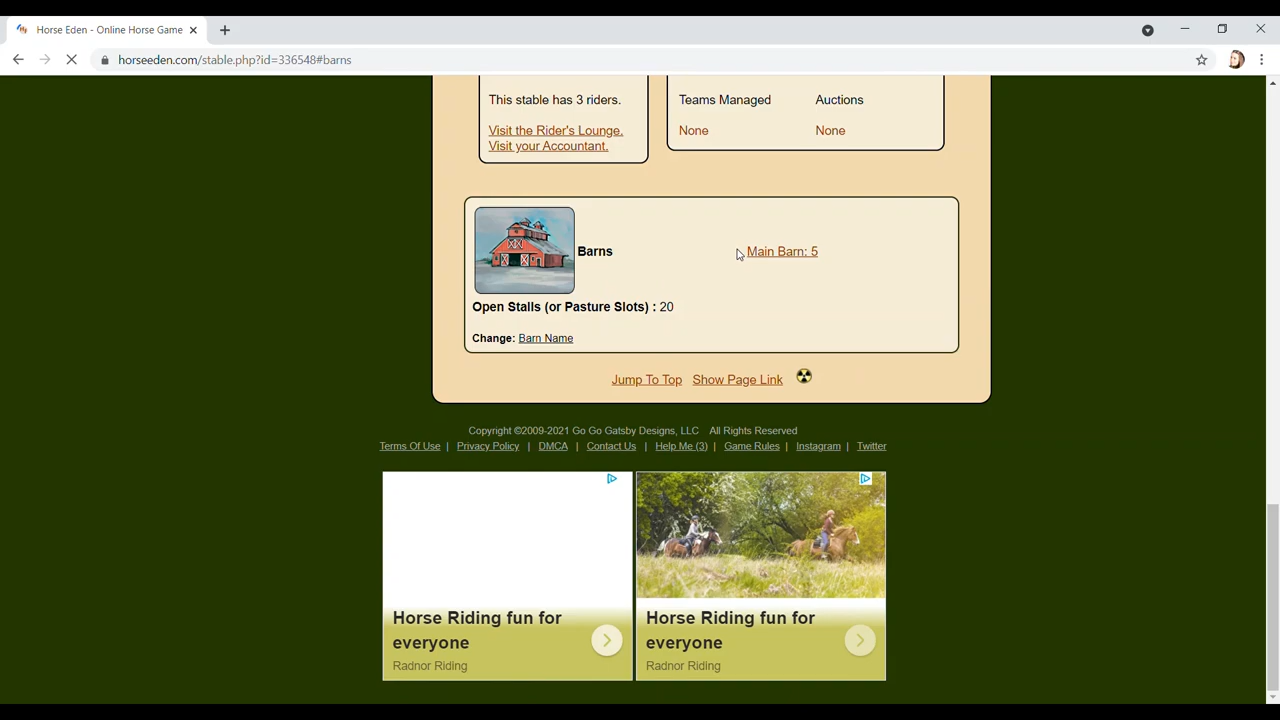 Horse Eden - Online Horse Game
horseeden.com/stable.php?id=336548#barns
This stable has 3 riders.
Visit the Rider's Lounge.
Visit your Accountant.
Teams Managed Auctions
None None
Barns Main Barn: 5
Open Stalls (or Pasture Slots) : 20
Change: Barn Name
Jump To Top Show Page Link
Copyright ©2009-2021 Go Go Gatsby Designs, LLC All Rights Reserved
Terms Of Use | Privacy Policy | DMCA | Contact Us | Help Me (3) | Game Rules | Instagram | Twitter
Horse Riding fun for
everyone
Radnor Riding
Horse Riding fun for
everyone
Radnor Riding